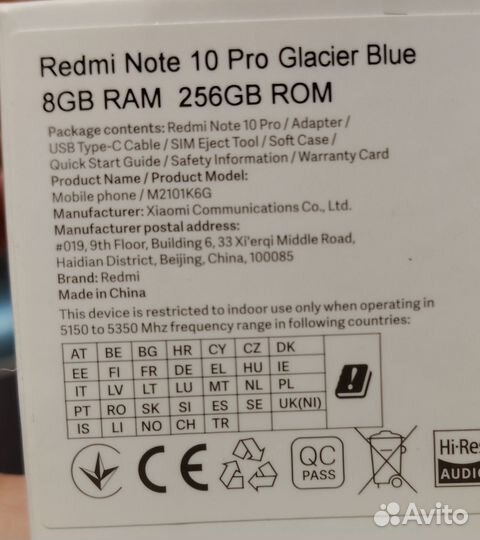 Redmi Note 10 Pro Glacier Blue
8GB RAM 256GB ROM
Package contents: Redmi Note 10 Pro / Adapter /
USB Type-C Cable / SIM Eject Tool / Soft Case /
Quick Start Guide / Safety Information / Warranty Card
Product Name / Product Model:
Mobile phone / M2101K6G
Manufacturer: Xiaomi Communications Co., Ltd.
Manufacturer postal address:
#019, 9th Floor, Building 6, 33 Xi'erqi Middle Road,
Haidian District, Beijing, China, 100085
Brand: Redmi
Made in China
This device is restricted to indoor use only when operating in
5150 to 5350 Mhz frequency range in following countries:
AT BE BG HR CY CZ DK
EE FI FR DE EL HU IE
IT LV LT LU MT NL PL
PT RO SK SI ES SE UK(NI)
IS LI NO CH TR
CE
QC
PASS
Hi-Res
AUDIO
Avito